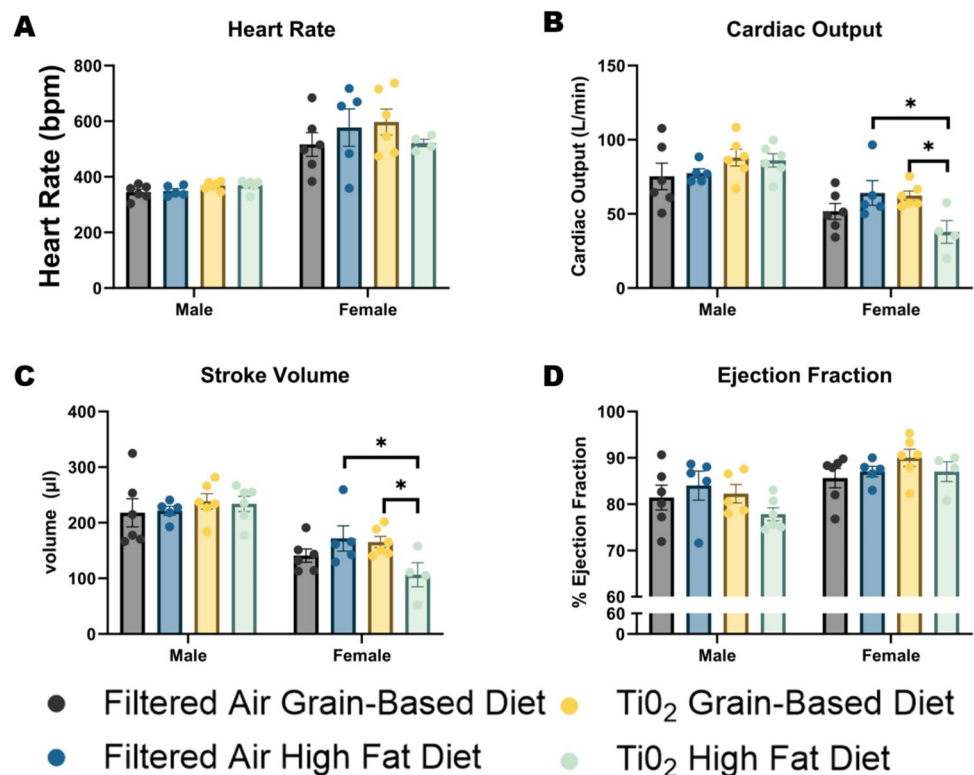 A
Heart Rate
Heart Rate (bpm)
800
600
400
200
0
Male
Female
B
Cardiac Output
Cardiac Output (L/min)
150
100
50
0
*
*
Male
Female
C
Stroke Volume
volume (µl)
400
300
200
100
0
*
*
Male
Female
D
Ejection Fraction
% Ejection Fraction
100
90
80
70
60
60
0
Male
Female
Filtered Air Grain-Based Diet
Ti0₂ Grain-Based Diet
Filtered Air High Fat Diet
Ti0₂ High Fat Diet